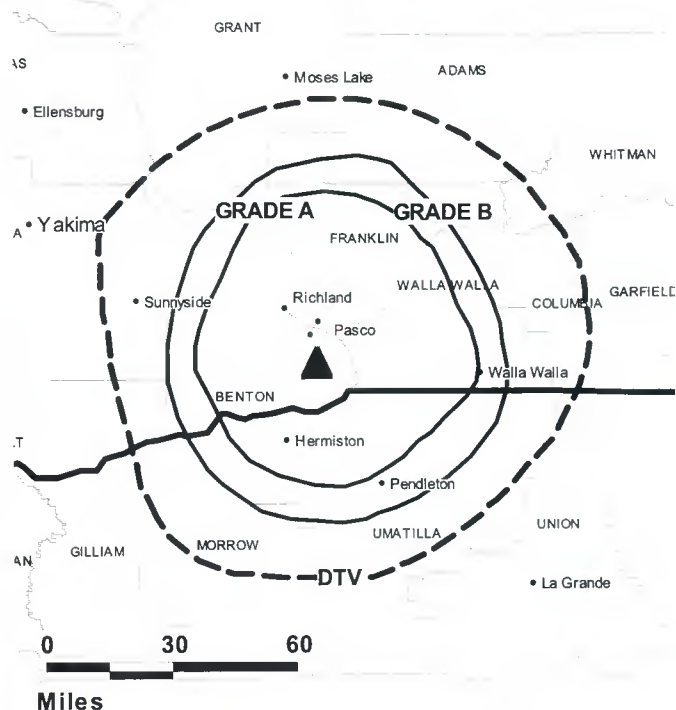 GRANT
AS
ADAMS
Moses Lake
Ellensburg
WHITMAN
GRADE A
GRADE B
A
Yakima
FRANKLIN
WALLA WALLA
GARFIELD
Sunnyside
Richland
COLUMBIA
Pasco
Walla Walla
BENTON
Hermiston
Pendleton
UNION
UMATILLA
MORROW
GILLIAM
AN
DTV
La Grande
0 30 60
Miles